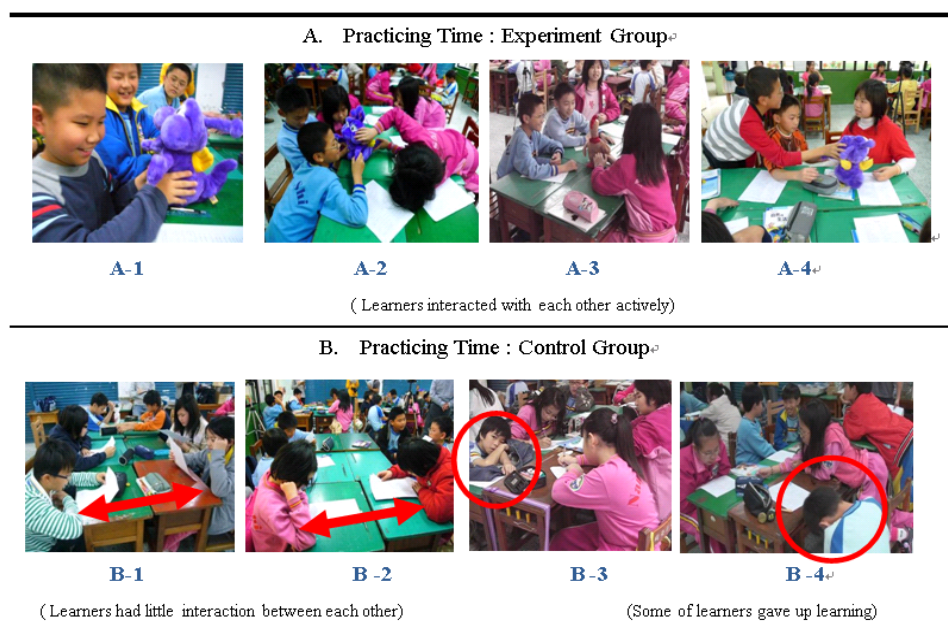 A. Practicing Time : Experiment Group
A-1 A-2 A-3 A-4
( Learners interacted with each other actively)
B. Practicing Time : Control Group
B-1 B -2 B -3 B -4
( Learners had little interaction between each other) (Some of learners gave up learning)